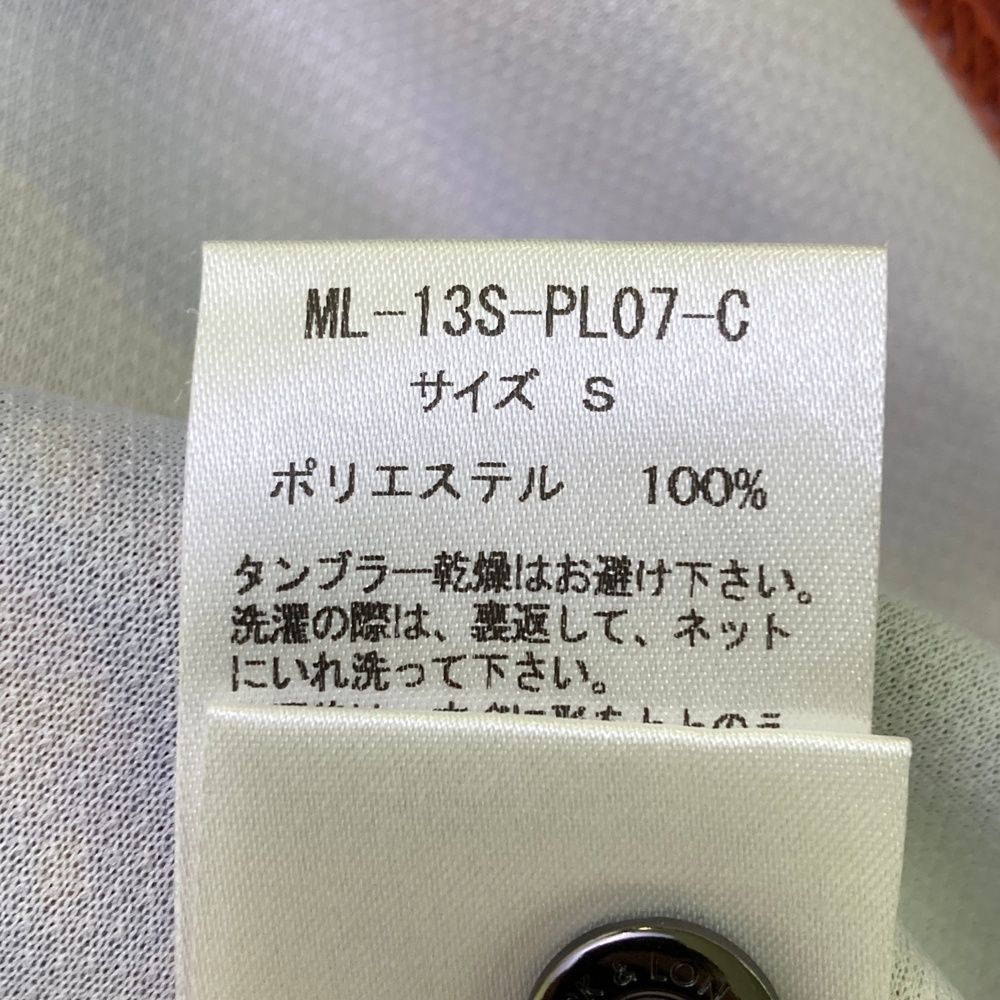 ML-13S-PL07-C
サイズ S
ポリエステル 100%
タンブラー乾燥はお避け下さい。
洗濯の際は、裏返して、ネット
にいれ洗って下さい。
& LON